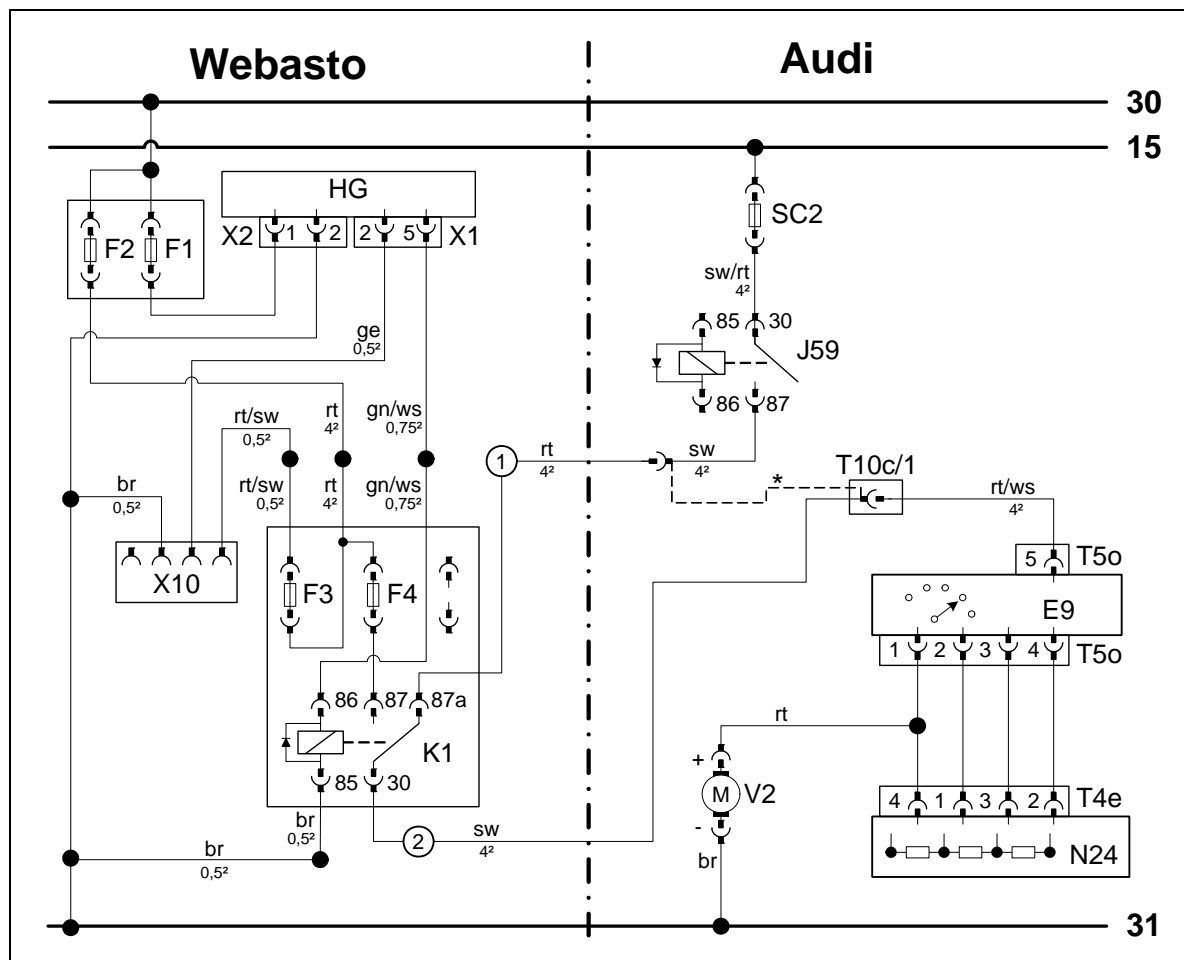 Webasto
Audi
30
15
HG
F2
F1
X2
1
2
2
5
X1
SC2
sw/rt
4²
85
30
J59
86
87
ge
0,5²
rt/sw
0,5²
rt
4²
gn/ws
0,75²
1
rt
4²
sw
4²
*
T10c/1
rt/ws
4²
br
0,5²
rt/sw
0,5²
rt
4²
gn/ws
0,75²
X10
F3
F4
5
T5o
E9
1
2
3
4
T5o
86
87
87a
K1
85
30
rt
+
M
V2
-
br
4
1
3
2
T4e
N24
br
0,5²
br
0,5²
2
sw
4²
31